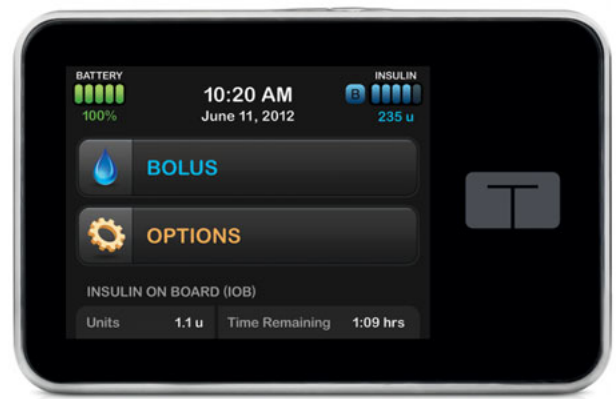 BATTERY
100%
10:20 AM
June 11, 2012
INSULIN
B
235 u
BOLUS
OPTIONS
INSULIN ON BOARD (IOB)
Units 1.1 u Time Remaining 1:09 hrs
T